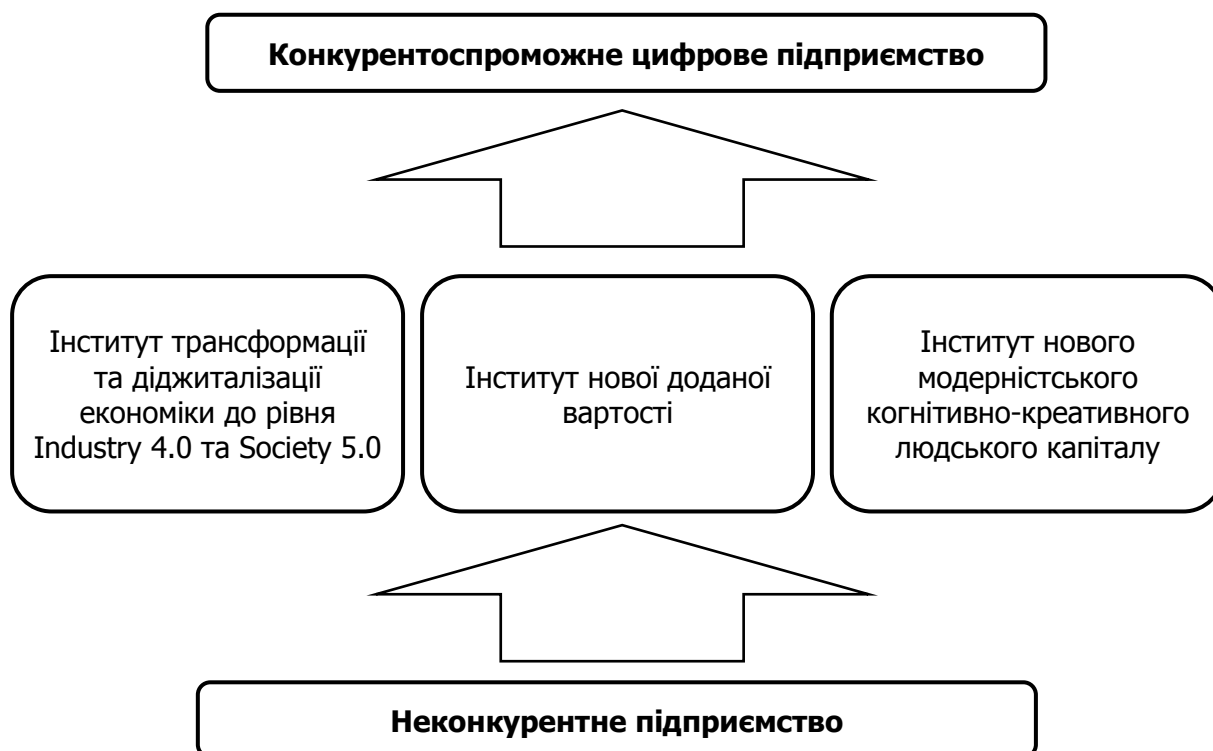 Конкурентоспроможне цифрове підприємство
Інститут трансформації
та діджиталізації
економіки до рівня
Industry 4.0 та Society 5.0
Інститут нової доданої
вартості
Інститут нового
модерністського
когнітивно-креативного
людського капіталу
Неконкурентне підприємство